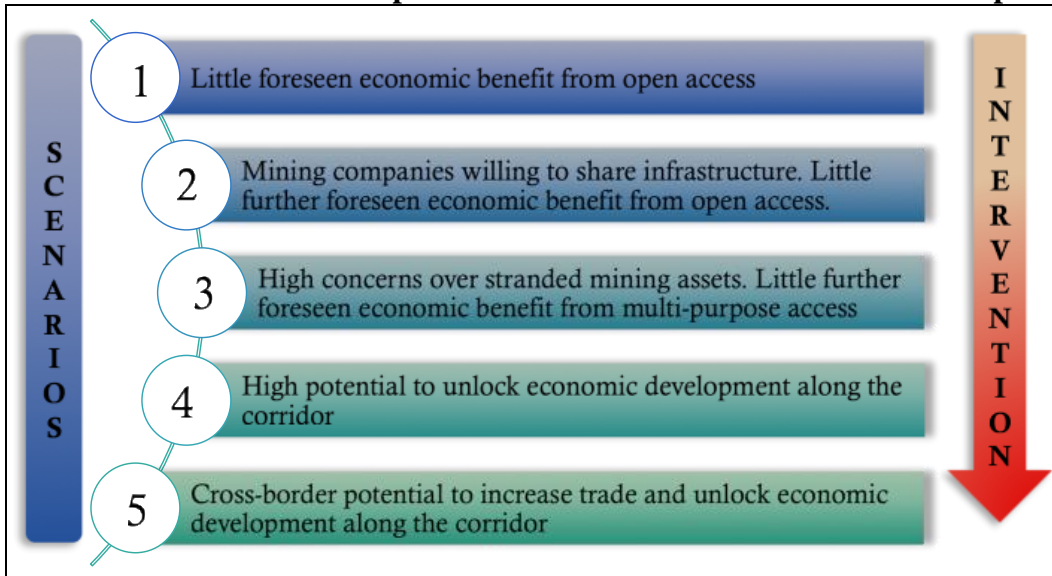 SCENARIOS
1
Little foreseen economic benefit from open access
2
Mining companies willing to share infrastructure. Little
further foreseen economic benefit from open access.
3
High concerns over stranded mining assets. Little further
foreseen economic benefit from multi-purpose access
4
High potential to unlock economic development along the
corridor
5
Cross-border potential to increase trade and unlock economic
development along the corridor
INTERVENTION